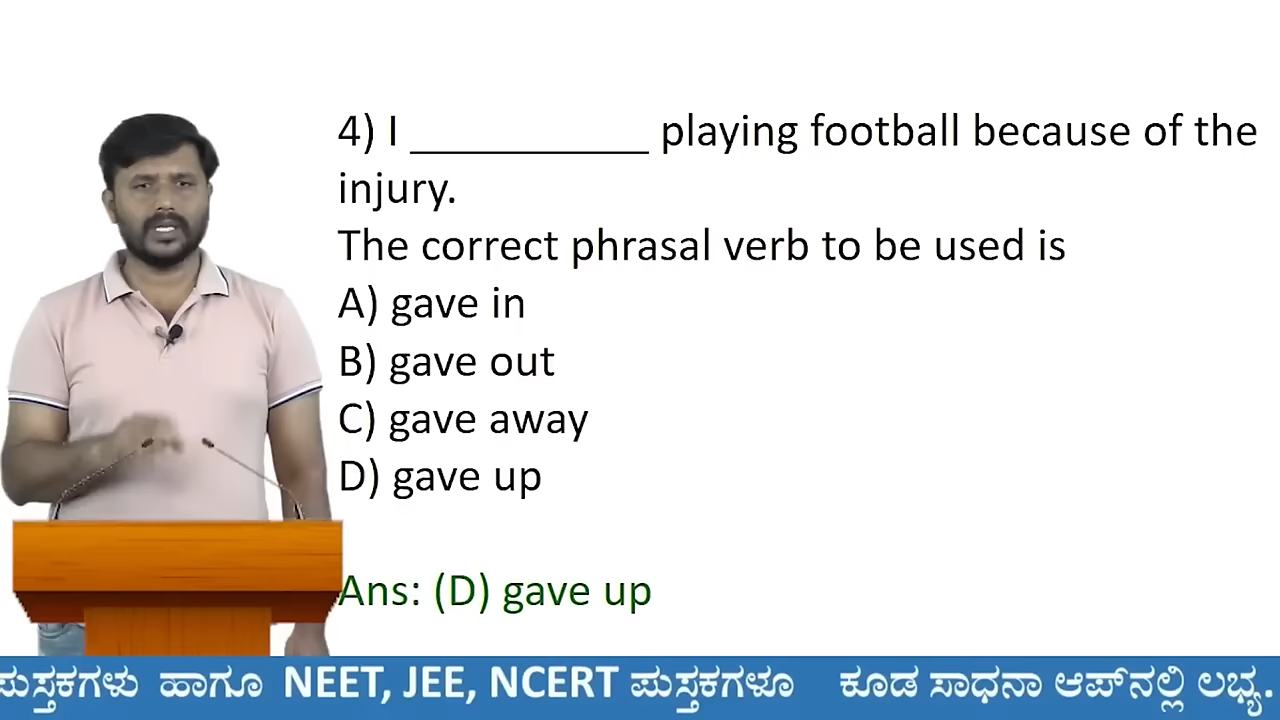 4) I __________ playing football because of the
injury.
The correct phrasal verb to be used is
A) gave in
B) gave out
C) gave away
D) gave up
Ans: (D) gave up
ಪುಸ್ತಕಗಳು ಹಾಗೂ NEET, JEE, NCERT ಪುಸ್ತಕಗಳೂ ಕೂಡ ಸಾಧನಾ ಆಪ್‌ನಲ್ಲಿ ಲಭ್ಯ.